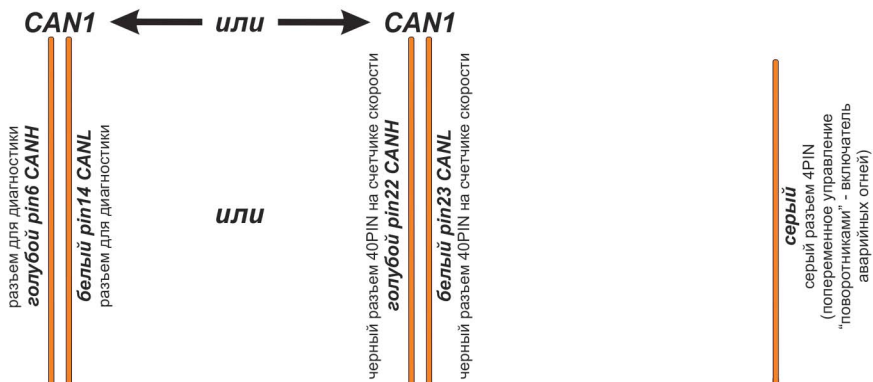 CAN1 или CAN1
разъем для диагностики
голубой pin6 CANH
белый pin14 CANL
разъем для диагностики
или
черный разъем 40PIN на счетчике скорости
голубой pin22 CANH
белый pin23 CANL
черный разъем 40PIN на счетчике скорости
серый
серый разъем 4PIN
(попеременное управление
"поворотниками" - включатель
аварийных огней)